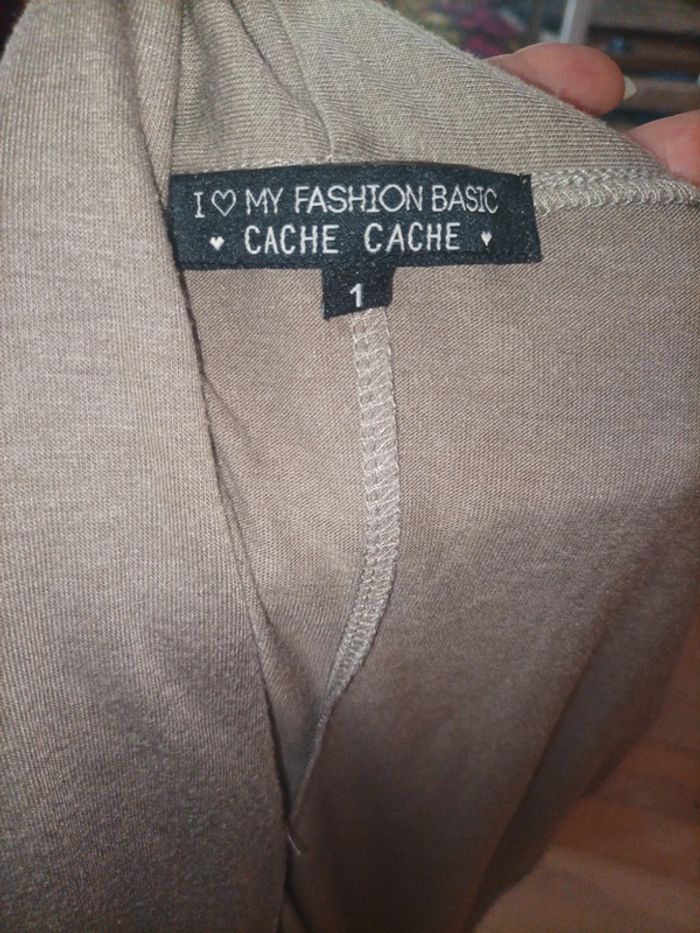 I ♡ MY FASHION BASIC
♥ CACHE CACHE ♥
1